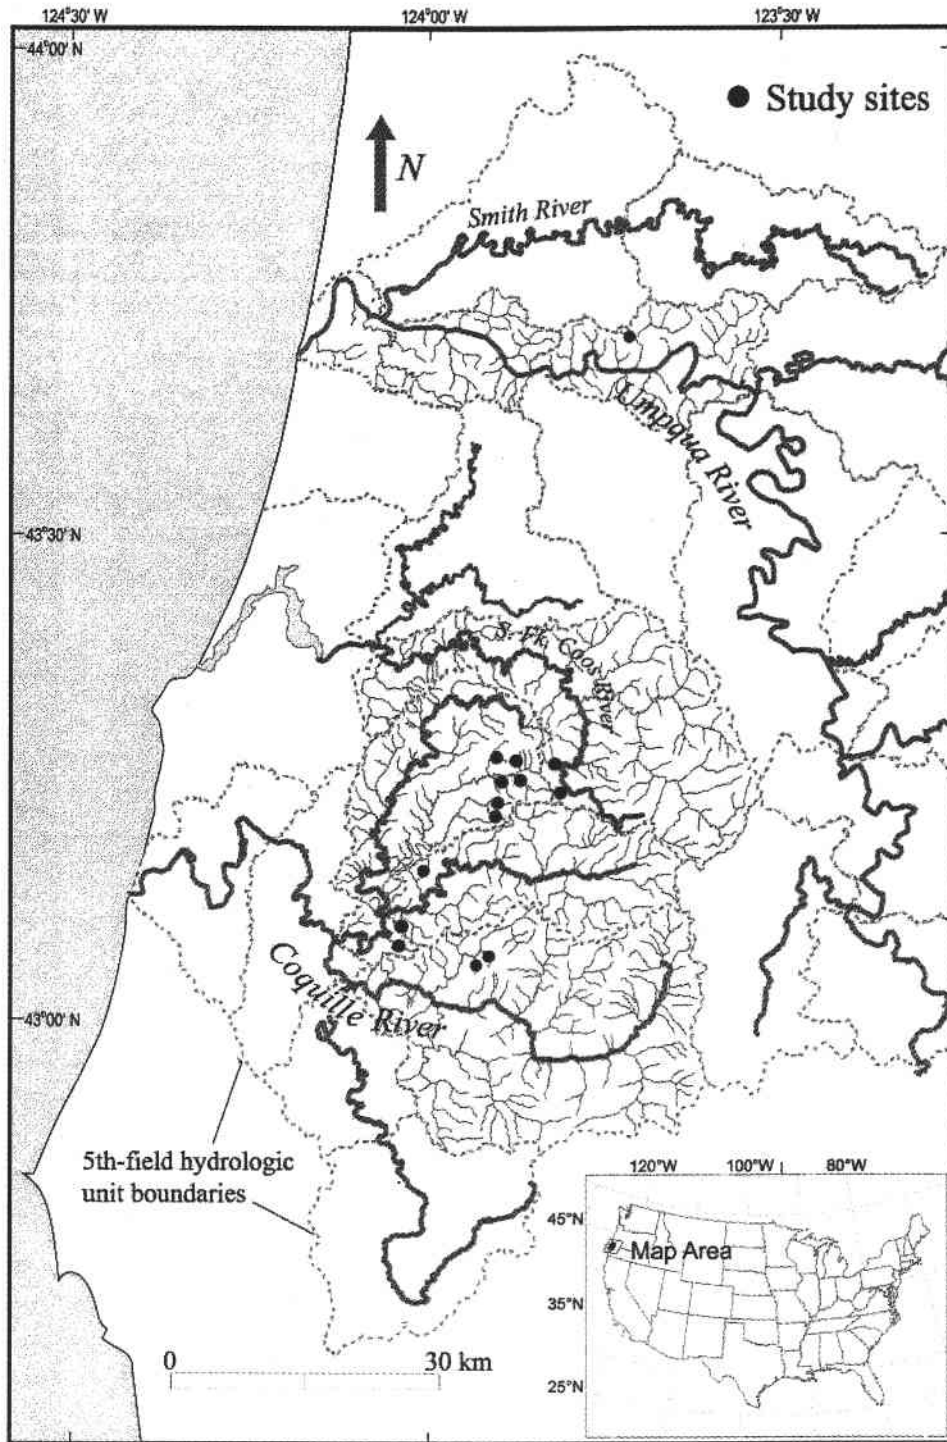 124°30' W
124°00' W
123°30' W
44°00' N
Study sites
N
Smith River
Umpqua River
43°30' N
S. Fk. Coos River
Coquille River
43°00' N
5th-field hydrologic
unit boundaries
0
30 km
120°W
100°W
80°W
45°N
35°N
25°N
Map Area